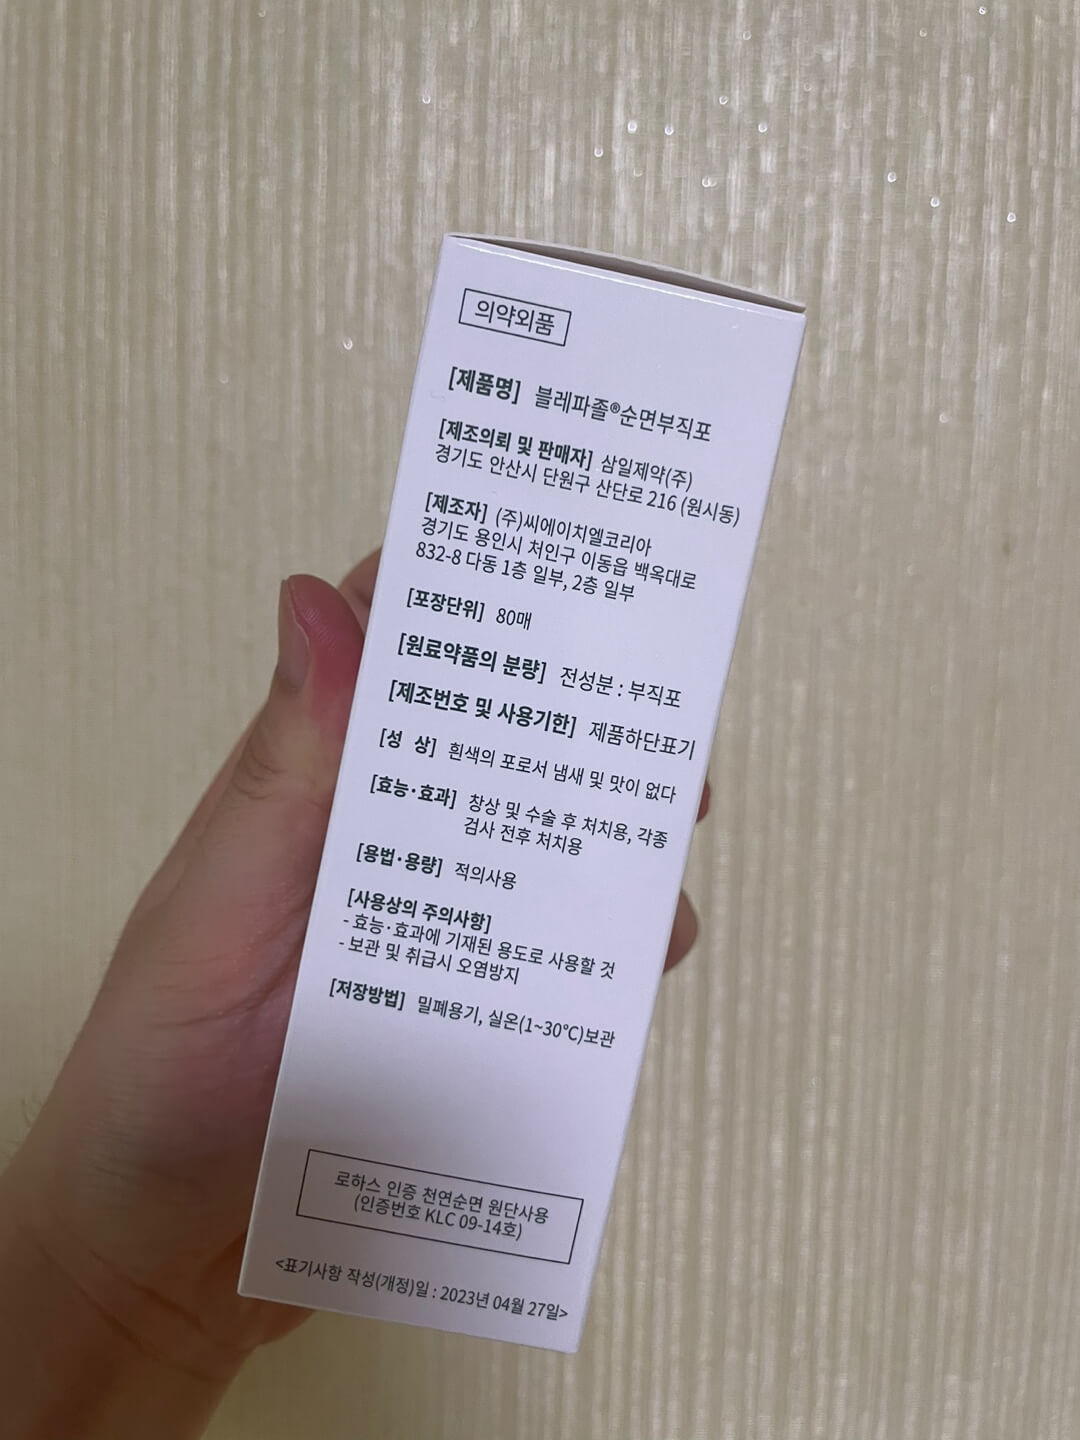 의약외품
[제품명] 블레파졸®순면부직포
[제조의뢰 및 판매자] 삼일제약(주)
경기도 안산시 단원구 산단로 216 (원시동)
[제조자] (주)씨에이치엘코리아
경기도 용인시 처인구 이동읍 백옥대로
832-8 다동 1층 일부, 2층 일부
[포장단위] 80매
[원료약품의 분량] 전성분 : 부직포
[제조번호 및 사용기한] 제품하단표기
[성 상] 흰색의 포로서 냄새 및 맛이 없다
[효능·효과] 창상 및 수술 후 처치용, 각종
검사 전후 처치용
[용법·용량] 적의사용
[사용상의 주의사항]
- 효능·효과에 기재된 용도로 사용할 것
- 보관 및 취급시 오염방지
[저장방법] 밀폐용기, 실온(1~30℃)보관
로하스 인증 천연순면 원단사용
(인증번호 KLC 09-14호)
<표기사항 작성(개정)일 : 2023년 04월 27일>